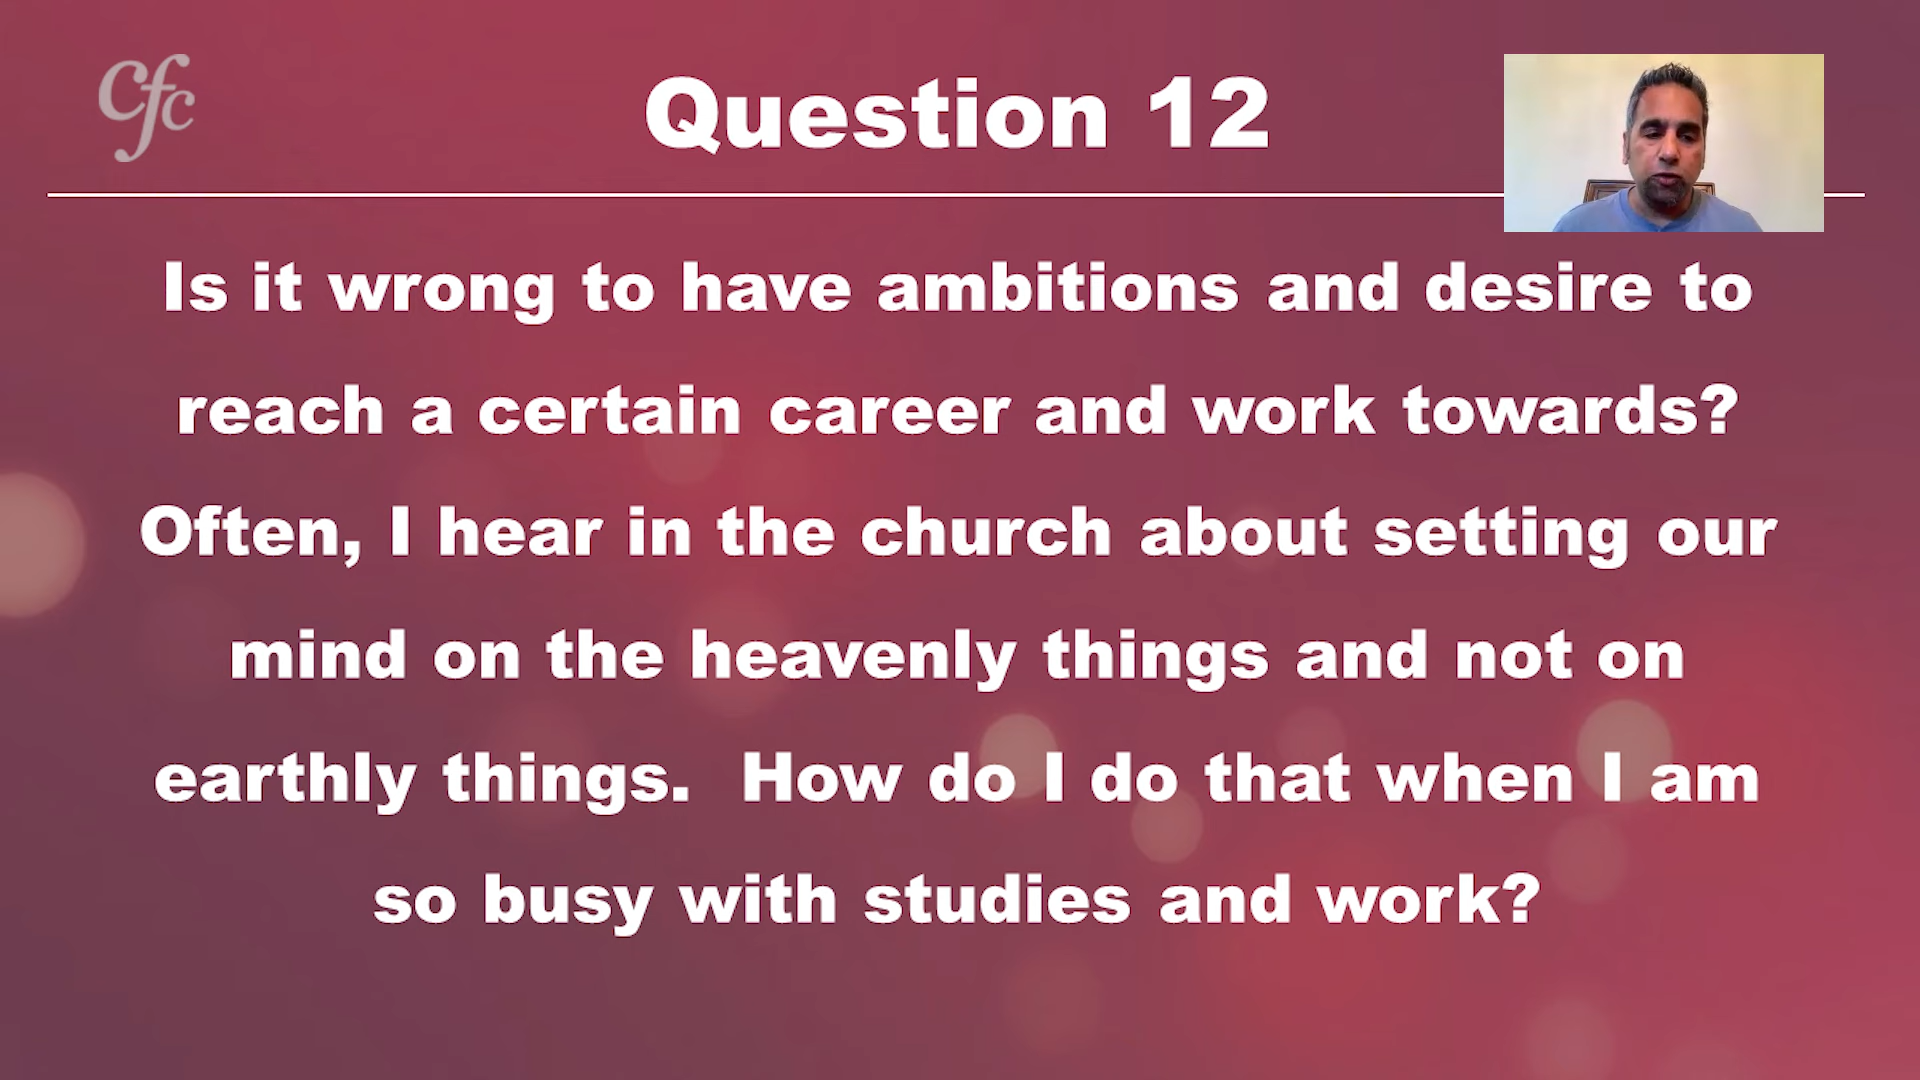 cfc
Question 12
Is it wrong to have ambitions and desire to
reach a certain career and work towards?
Often, I hear in the church about setting our
mind on the heavenly things and not on
earthly things.  How do I do that when I am
so busy with studies and work?